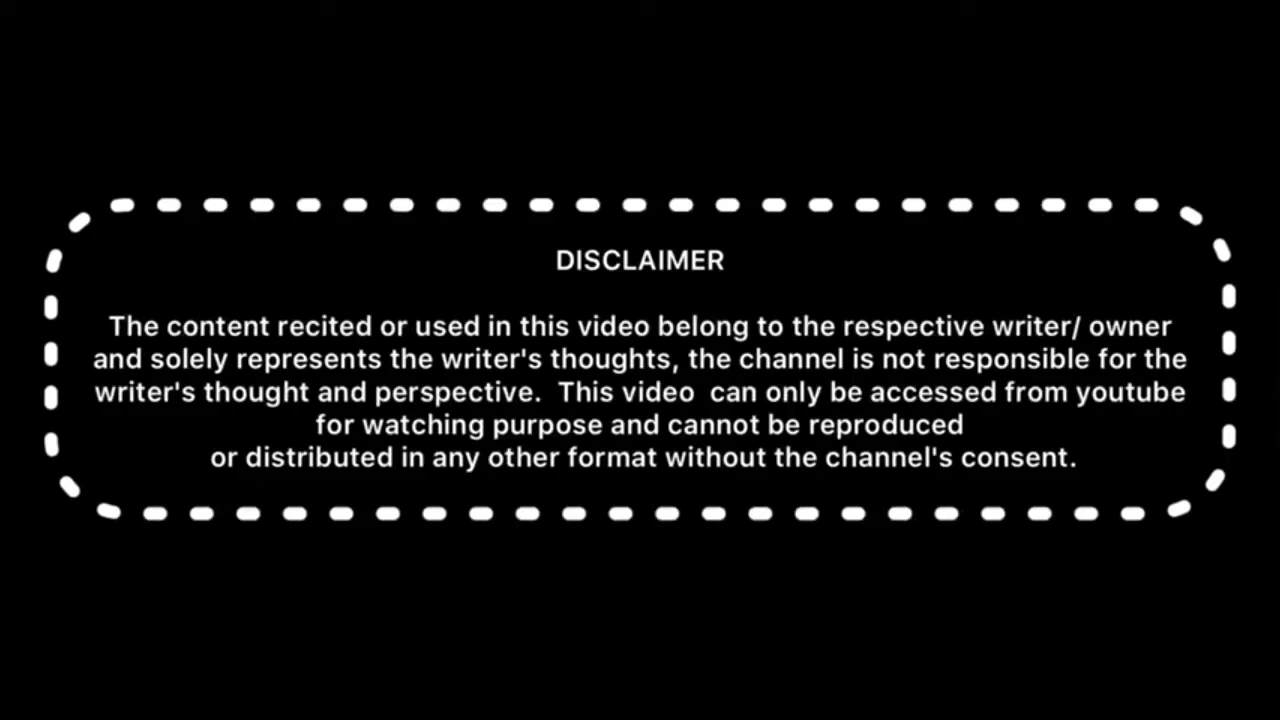 DISCLAIMER
The content recited or used in this video belong to the respective writer/ owner
and solely represents the writer's thoughts, the channel is not responsible for the
writer's thought and perspective.  This video  can only be accessed from youtube
for watching purpose and cannot be reproduced
or distributed in any other format without the channel's consent.